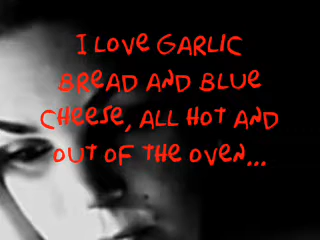 I LOVE GARLIC
BREAD AND BLUE
CHEESE, ALL HOT AND
OUT OF THE OVEN...